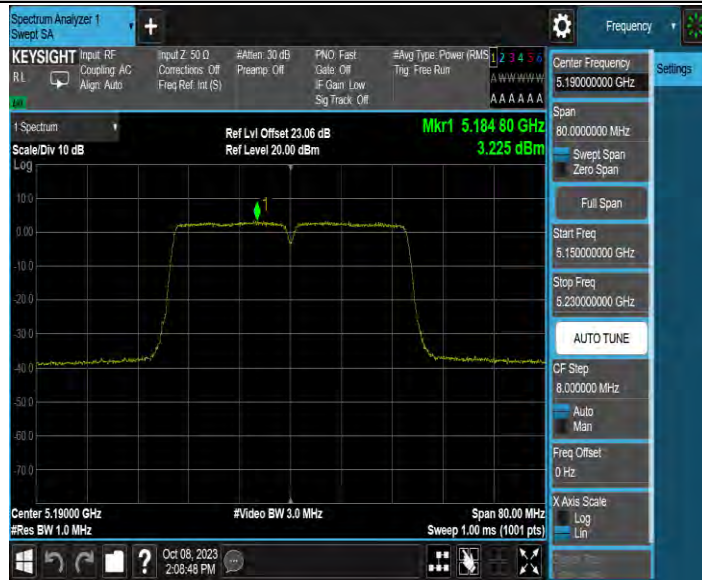 Spectrum Analyzer 1
Swept SA
+
Frequency
KEYSIGHT
RL
Input: RF
Coupling: AC
Align: Auto
Input Z: 50 Ω
Corrections: Off
Freq Ref: Int (S)
#Atten: 30 dB
Preamp: Off
PNO: Fast
Gate: Off
IF Gain: Low
Sig Track: Off
#Avg Type: Power (RMS
Trig: Free Run
1 2 3 4 5 6
A W W W W W
A A A A A A
Center Frequency
5.190000000 GHz
Settings
Span
80.0000000 MHz
Swept Span
Zero Span
Full Span
Start Freq
5.150000000 GHz
Stop Freq
5.230000000 GHz
AUTO TUNE
CF Step
8.000000 MHz
Auto
Man
Freq Offset
0 Hz
X Axis Scale
Log
Lin
1 Spectrum
Scale/Div 10 dB
Ref Lvl Offset 23.06 dB
Ref Level 20.00 dBm
Mkr1 5.184 80 GHz
3.225 dBm
Log
1
10.0
0.00
-10.0
-20.0
-30.0
-40.0
-50.0
-60.0
-70.0
Center 5.19000 GHz
#Res BW 1.0 MHz
#Video BW 3.0 MHz
Span 80.00 MHz
Sweep 1.00 ms (1001 pts)
?
Oct 08, 2023
2:08:48 PM